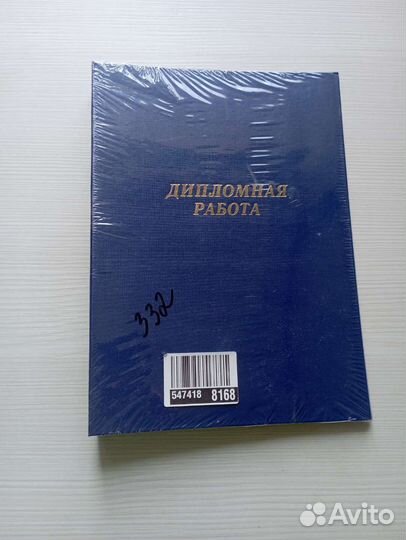 ДИПЛОМНАЯ
РАБОТА
332
547418 8168
Avito